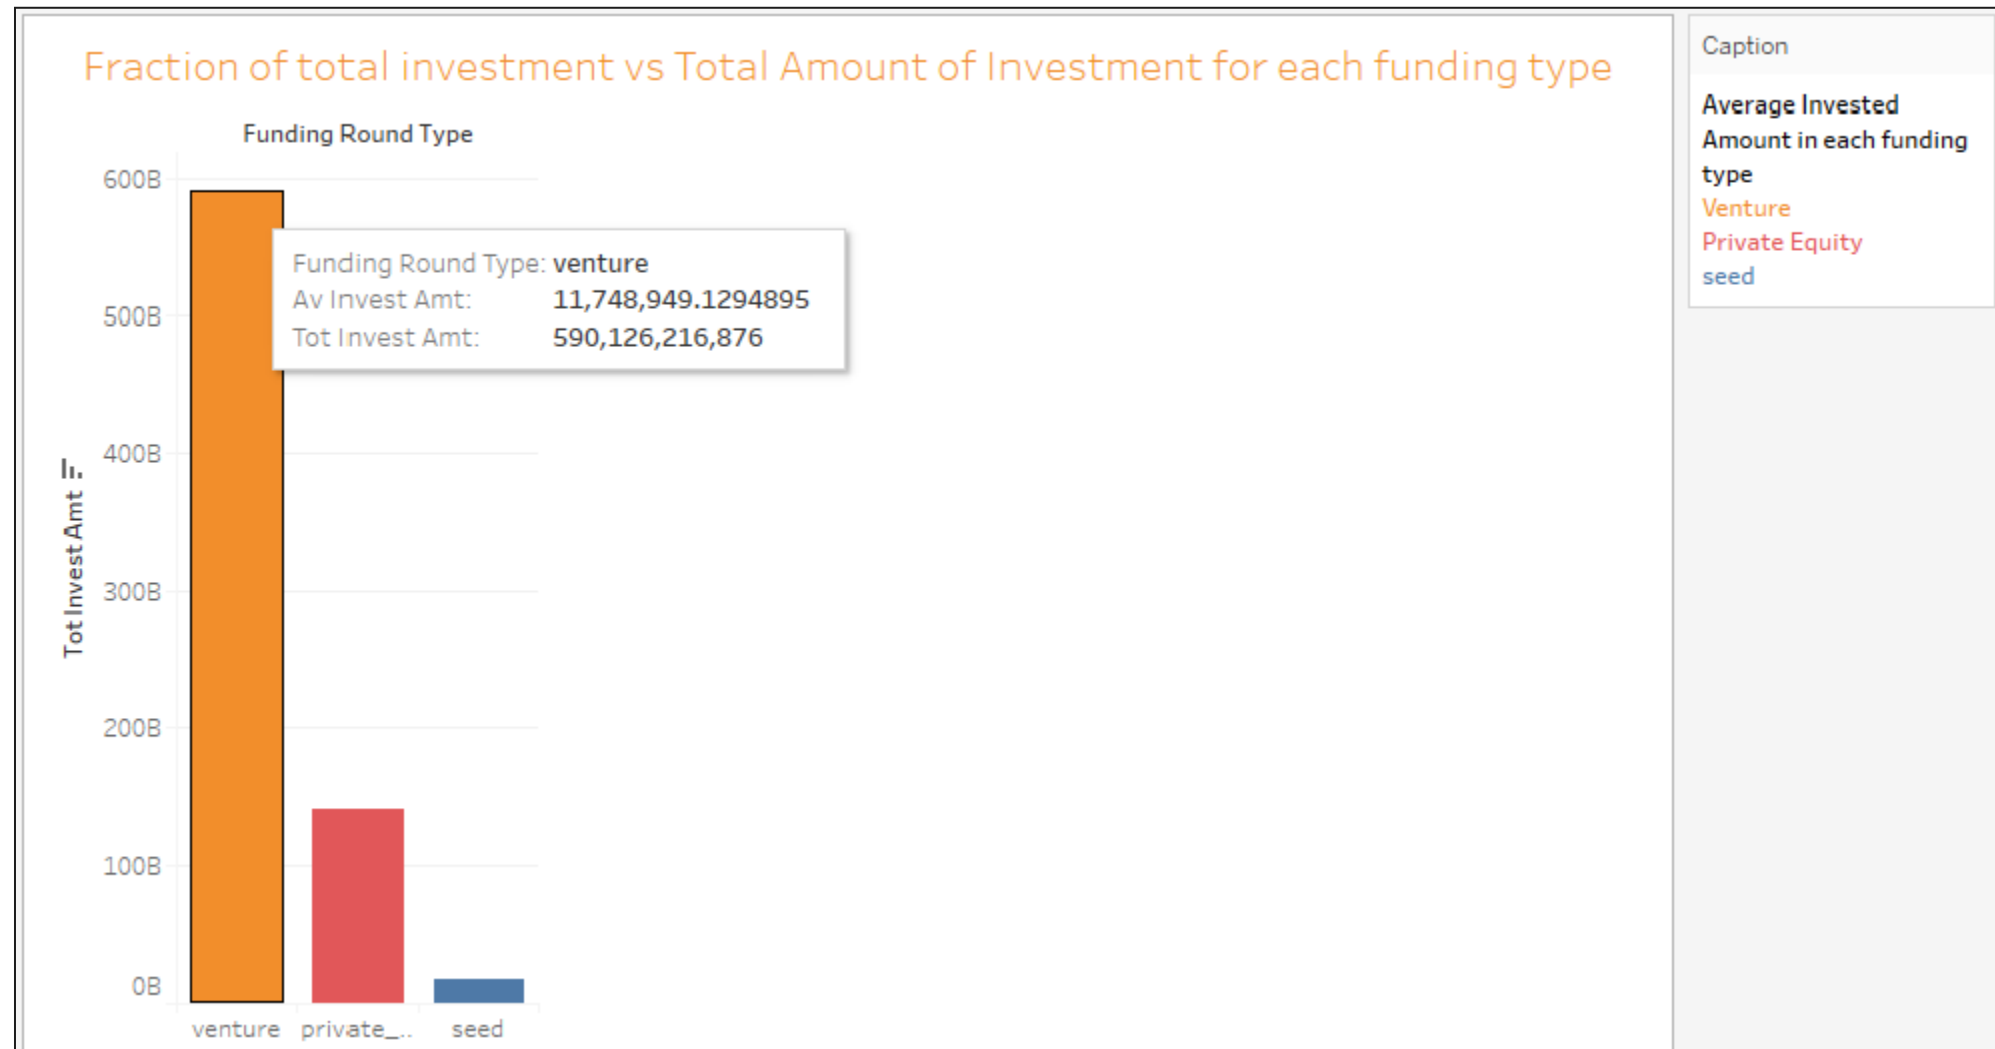 Fraction of total investment vs Total Amount of Investment for each funding type
Funding Round Type
600B
500B
400B
300B
200B
100B
0B
Tot Invest Amt
Funding Round Type: venture
Av Invest Amt: 11,748,949.1294895
Tot Invest Amt: 590,126,216,876
venture private_.. seed
Caption
Average Invested
Amount in each funding
type
Venture
Private Equity
seed